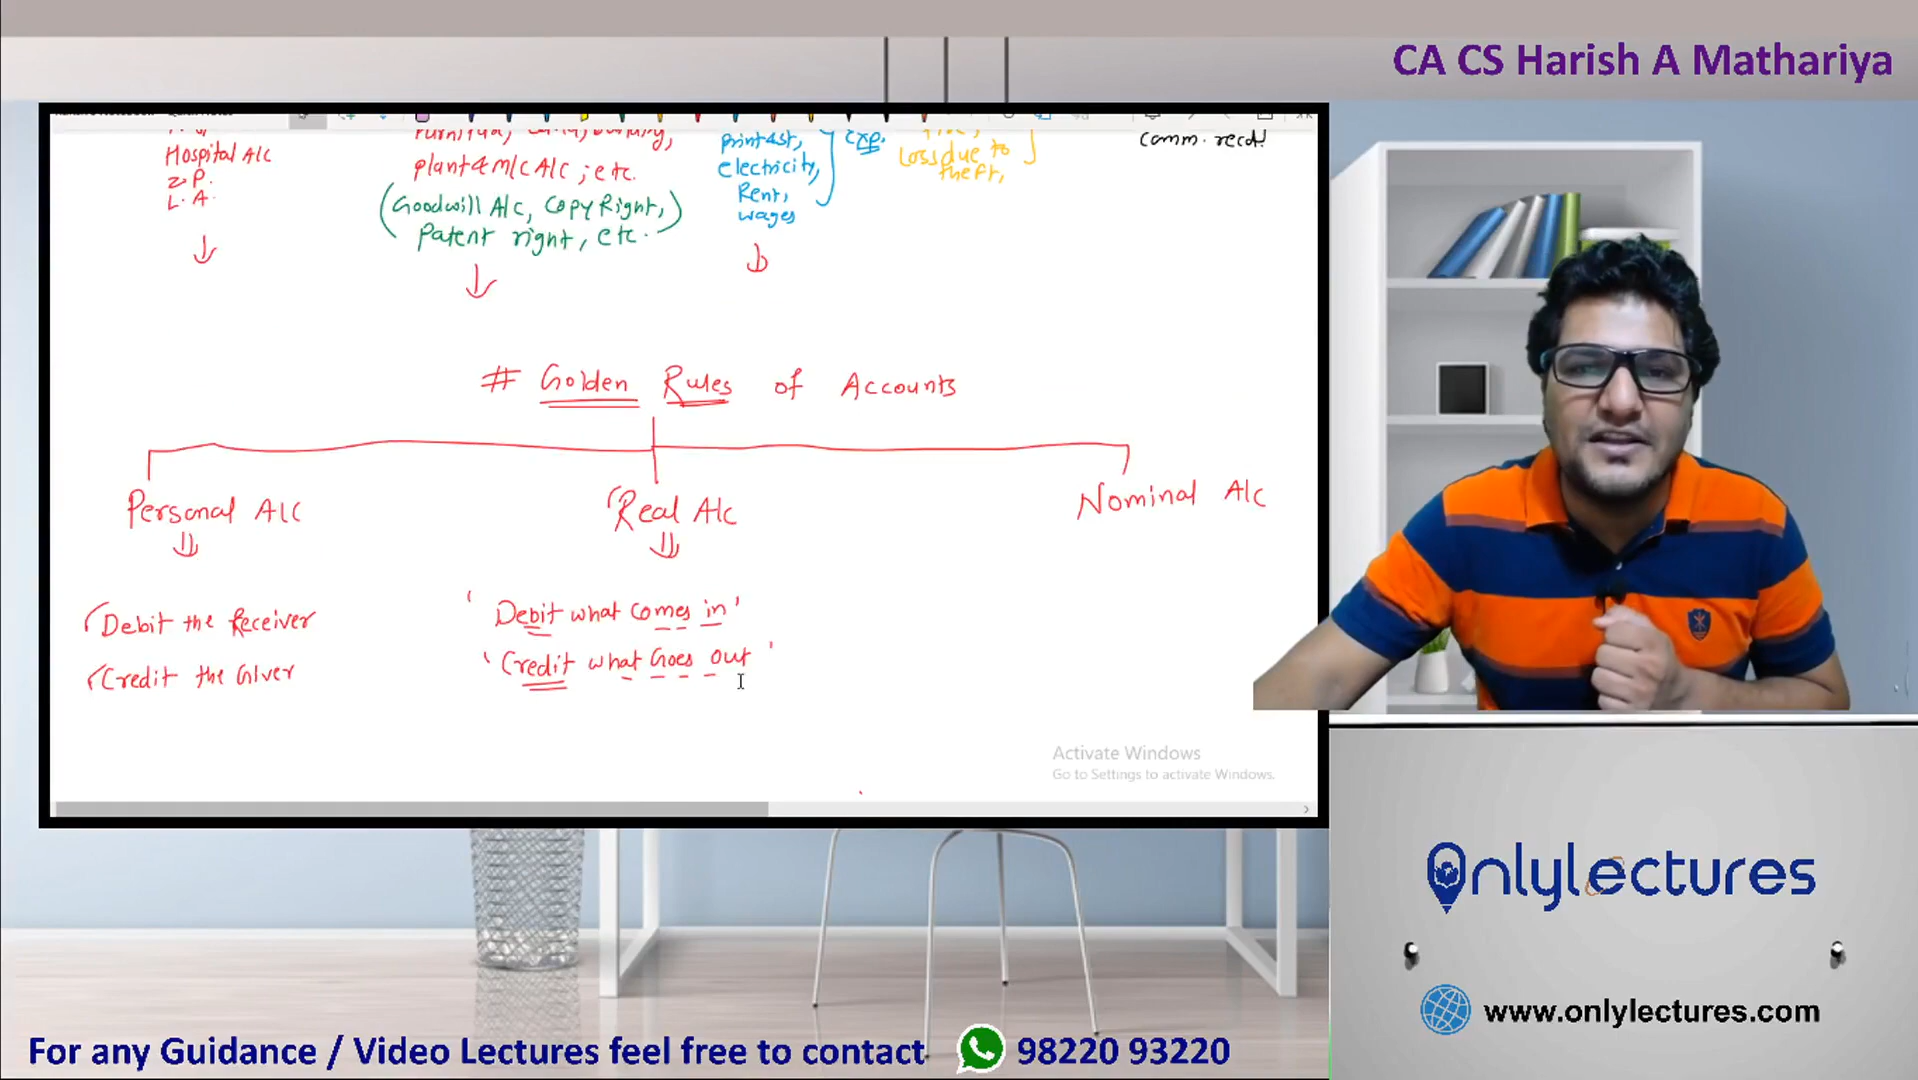 CA CS Harish A Mathariya
Hospital A/c
Z.P.
L.A.
plant & M/C A/C, etc.
(Goodwill A/c, Copy Right,
Patent right, etc.)
print & st,
electricity,
Rent,
wages
exp.
Loss due to
theft,
comm. recd!
# Golden Rules of Accounts
Personal A/c
Real A/c
Nominal A/c
Debit the Receiver
Credit the Giver
' Debit what comes in '
' Credit what Goes out '
Activate Windows
Go to Settings to activate Windows.
Onlylectures
www.onlylectures.com
For any Guidance / Video Lectures feel free to contact 98220 93220